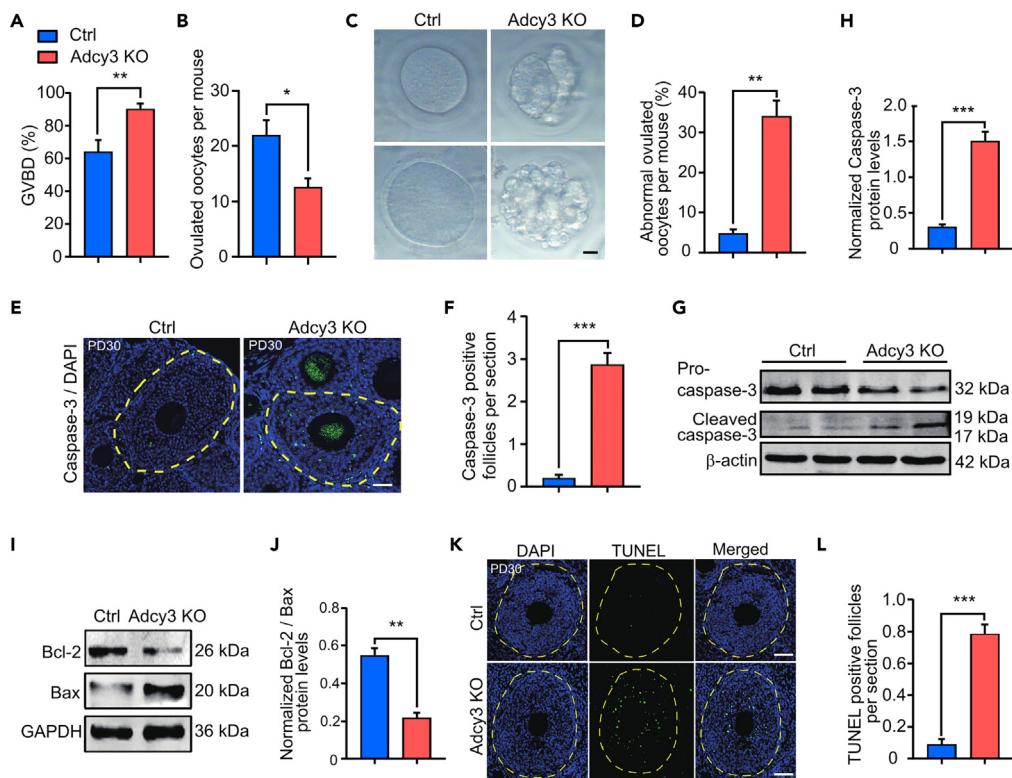 A
Ctrl
Adcy3 KO
**
100
80
60
40
20
0
GVBD (%)
B
*
30
20
10
0
Ovulated oocytes per mouse
C
Ctrl
Adcy3 KO
D
**
40
30
20
10
0
Abnormal ovulated
oocytes per mouse (%)
H
***
2.0
1.5
1.0
0.5
0
Normalized Caspase-3
protein levels
E
Ctrl
Adcy3 KO
PD30
PD30
Caspase-3 / DAPI
F
***
4
3
2
1
0
Caspase-3 positive
follicles per section
G
Ctrl
Adcy3 KO
Pro-
caspase-3
32 kDa
Cleaved
caspase-3
19 kDa
17 kDa
β-actin
42 kDa
I
Ctrl
Adcy3 KO
Bcl-2
26 kDa
Bax
20 kDa
GAPDH
36 kDa
J
**
0.8
0.6
0.4
0.2
0
Normalized Bcl-2 / Bax
protein levels
K
DAPI
TUNEL
Merged
PD30
Ctrl
Adcy3 KO
L
***
1.0
0.8
0.6
0.4
0.2
0
TUNEL positive follicles
per section